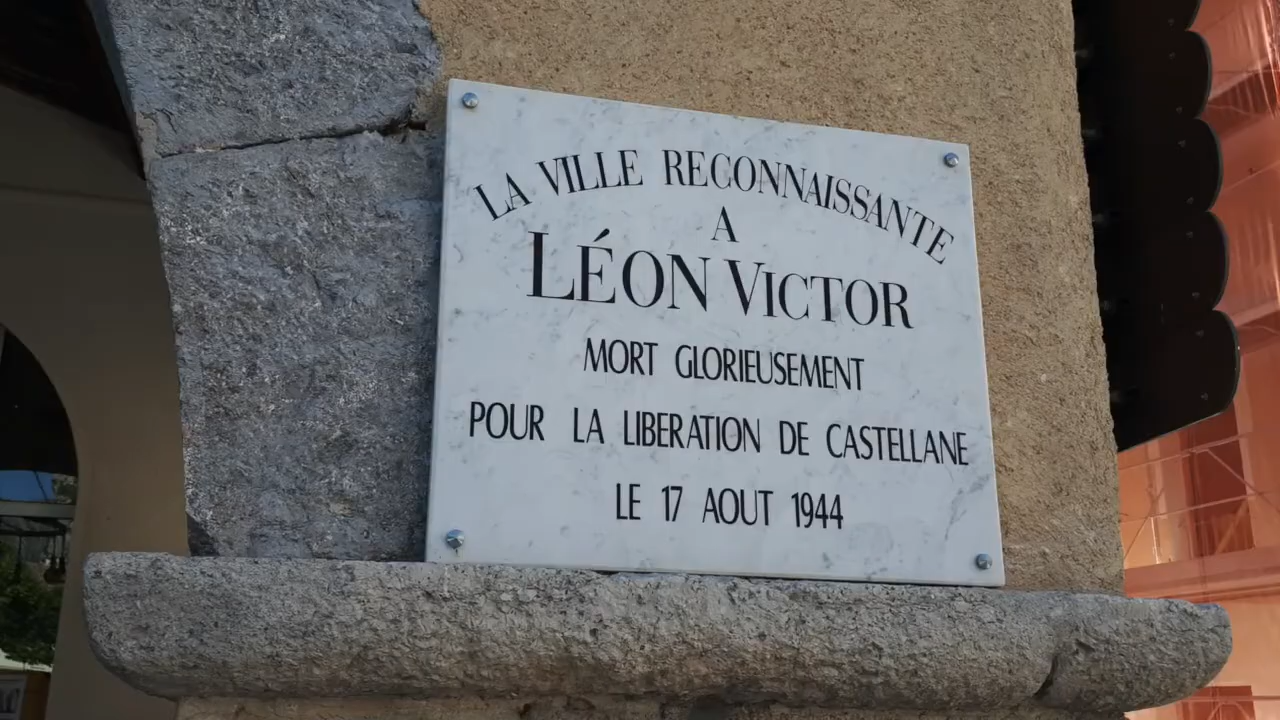 LA VILLE RECONNAISSANTE
A
LÉON VICTOR
MORT GLORIEUSEMENT
POUR LA LIBERATION DE CASTELLANE
LE 17 AOUT 1944